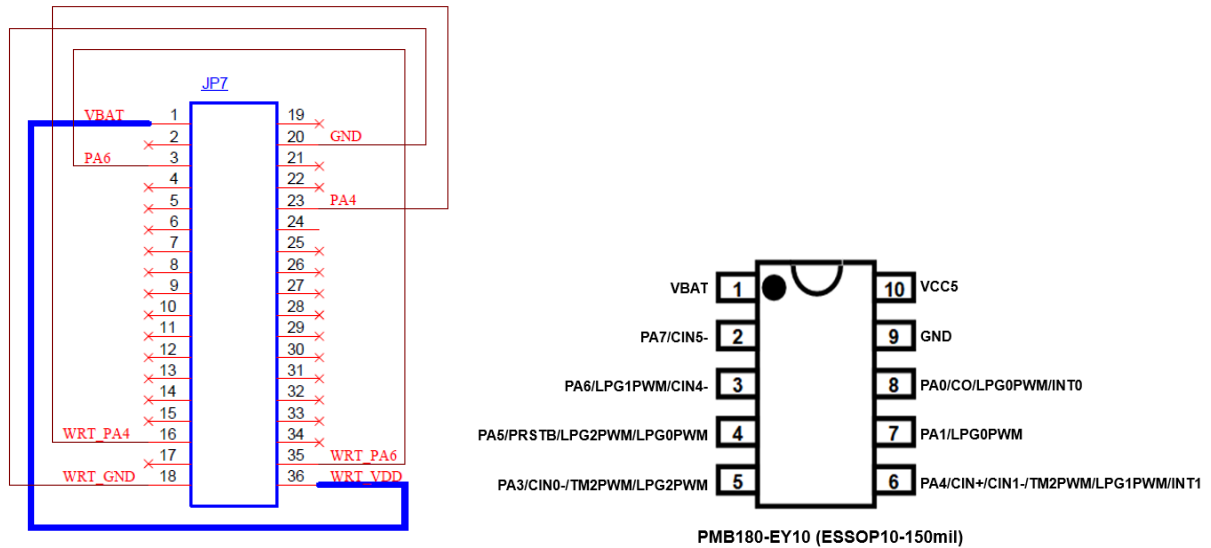 JP7
VBAT 1 19
2 20 GND
PA6 3 21
4 22
5 23 PA4
6 24
7 25
8 26
9 27
10 28
11 29
12 30
13 31
14 32
15 33
WRT_PA4 16 34
17 35 WRT_PA6
WRT_GND 18 36 WRT_VDD
VBAT 1 10 VCC5
PA7/CIN5- 2 9 GND
PA6/LPG1PWM/CIN4- 3 8 PA0/CO/LPG0PWM/INT0
PA5/PRSTB/LPG2PWM/LPG0PWM 4 7 PA1/LPG0PWM
PA3/CIN0-/TM2PWM/LPG2PWM 5 6 PA4/CIN+/CIN1-/TM2PWM/LPG1PWM/INT1
PMB180-EY10 (ESSOP10-150mil)